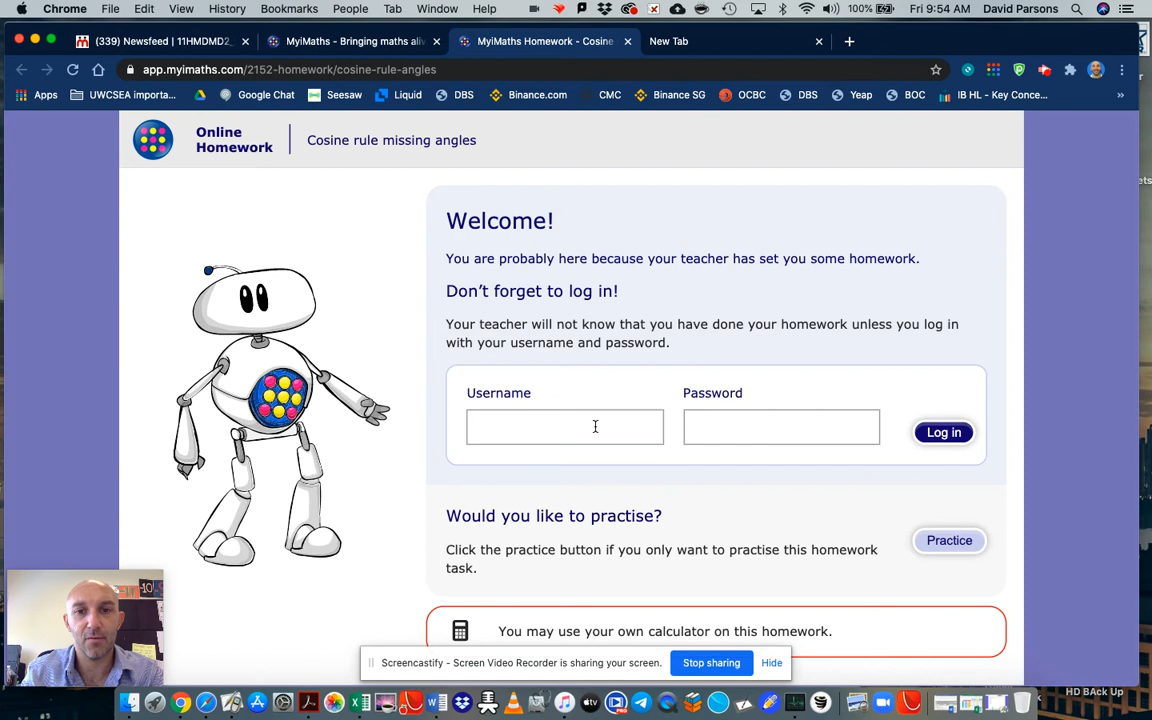 Chrome File Edit View History Bookmarks People Tab Window Help 100% Fri 9:54 AM David Parsons
(339) Newsfeed | 11HMDMD2_ MyiMaths - Bringing maths aliv MyiMaths Homework - Cosine New Tab
app.myimaths.com/2152-homework/cosine-rule-angles
Apps UWCSEA importa... Google Chat Seesaw Liquid DBS Binance.com CMC Binance SG OCBC DBS Yeap BOC IB HL - Key Conce... »
Online
Homework
Cosine rule missing angles
Welcome!
You are probably here because your teacher has set you some homework.
Don't forget to log in!
Your teacher will not know that you have done your homework unless you log in
with your username and password.
Username Password
Log in
Would you like to practise?
Click the practice button if you only want to practise this homework
task.
Practice
You may use your own calculator on this homework.
Screencastify - Screen Video Recorder is sharing your screen. Stop sharing Hide
HD BAck Up